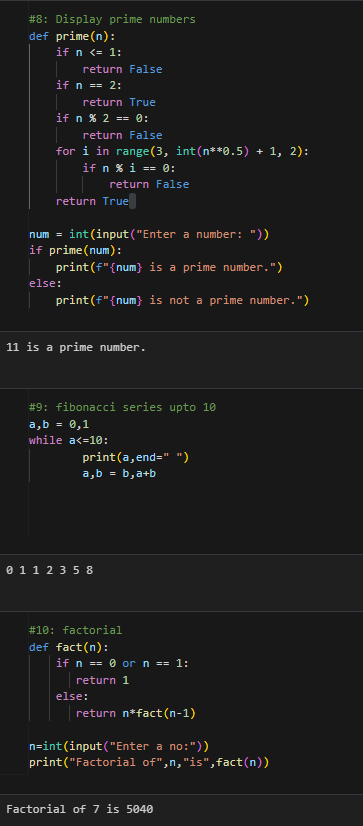 #8: Display prime numbers
def prime(n):
    if n <= 1:
        return False
    if n == 2:
        return True
    if n % 2 == 0:
        return False
    for i in range(3, int(n**0.5) + 1, 2):
        if n % i == 0:
            return False
    return True
num = int(input("Enter a number: "))
if prime(num):
    print(f"{num} is a prime number.")
else:
    print(f"{num} is not a prime number.")
11 is a prime number.
#9: fibonacci series upto 10
a,b = 0,1
while a<=10:
        print(a,end=" ")
        a,b = b,a+b
0 1 1 2 3 5 8
#10: factorial
def fact(n):
    if n == 0 or n == 1:
       return 1
    else:
       return n*fact(n-1)
n=int(input("Enter a no:"))
print("Factorial of",n,"is",fact(n))
Factorial of 7 is 5040